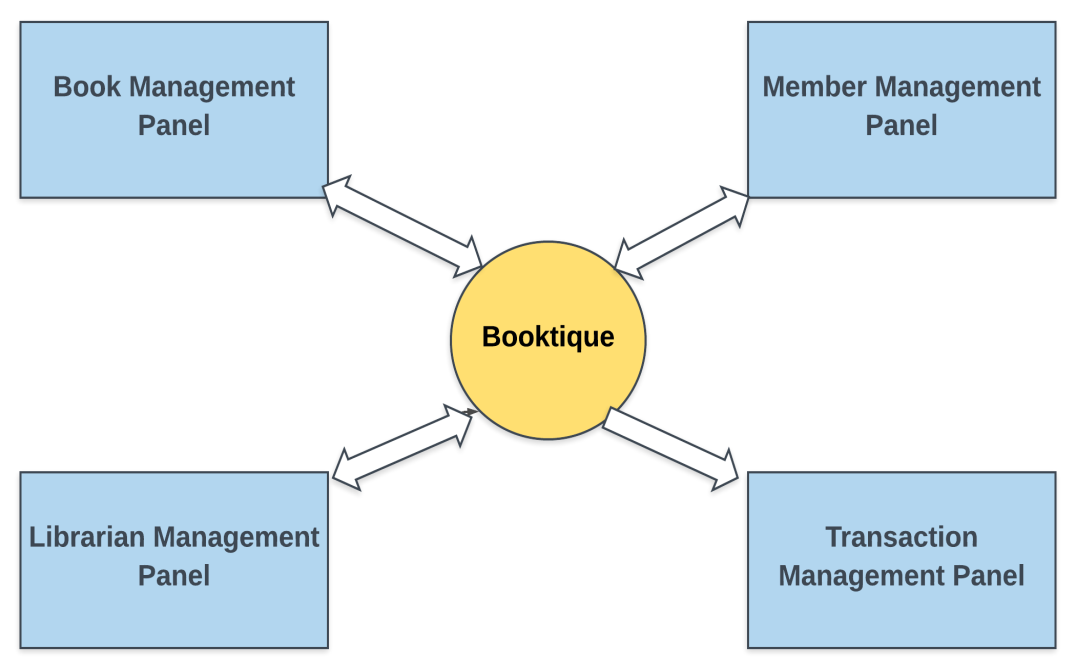 Book Management
Panel
Member Management
Panel
Booktique
Librarian Management
Panel
Transaction
Management Panel